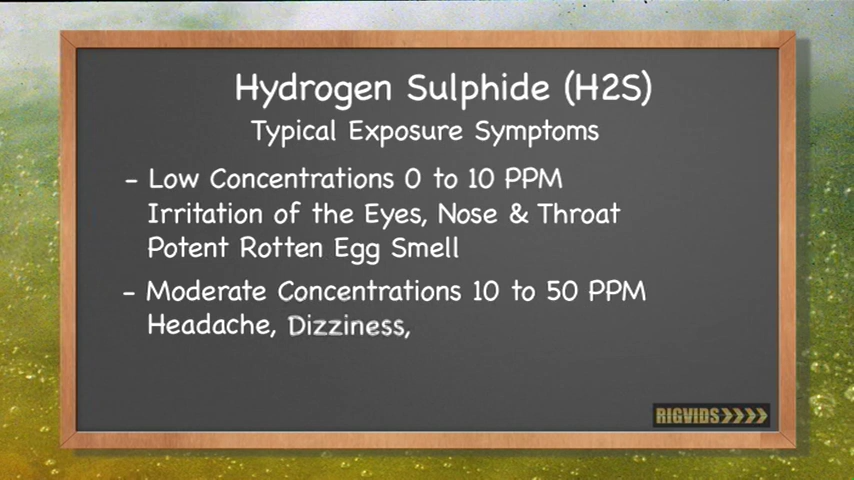 Hydrogen Sulphide (H2S)
Typical Exposure Symptoms
- Low Concentrations 0 to 10 PPM
Irritation of the Eyes, Nose & Throat
Potent Rotten Egg Smell
- Moderate Concentrations 10 to 50 PPM
Headache, Dizziness,
RIGVIDS